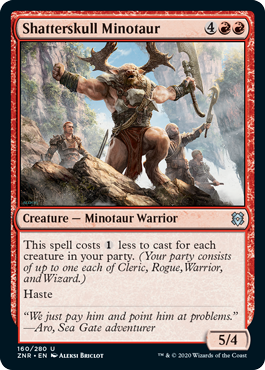 Shatterskull Minotaur 4
Creature — Minotaur Warrior
This spell costs 1 less to cast for each
creature in your party. (Your party consists
of up to one each of Cleric, Rogue, Warrior,
and Wizard.)
Haste
“We just pay him and point him at problems.”
—Aro, Sea Gate adventurer
5/4
160/280 U
ZNR • EN ALEKSI BRICLOT ™ & © 2020 Wizards of the Coast